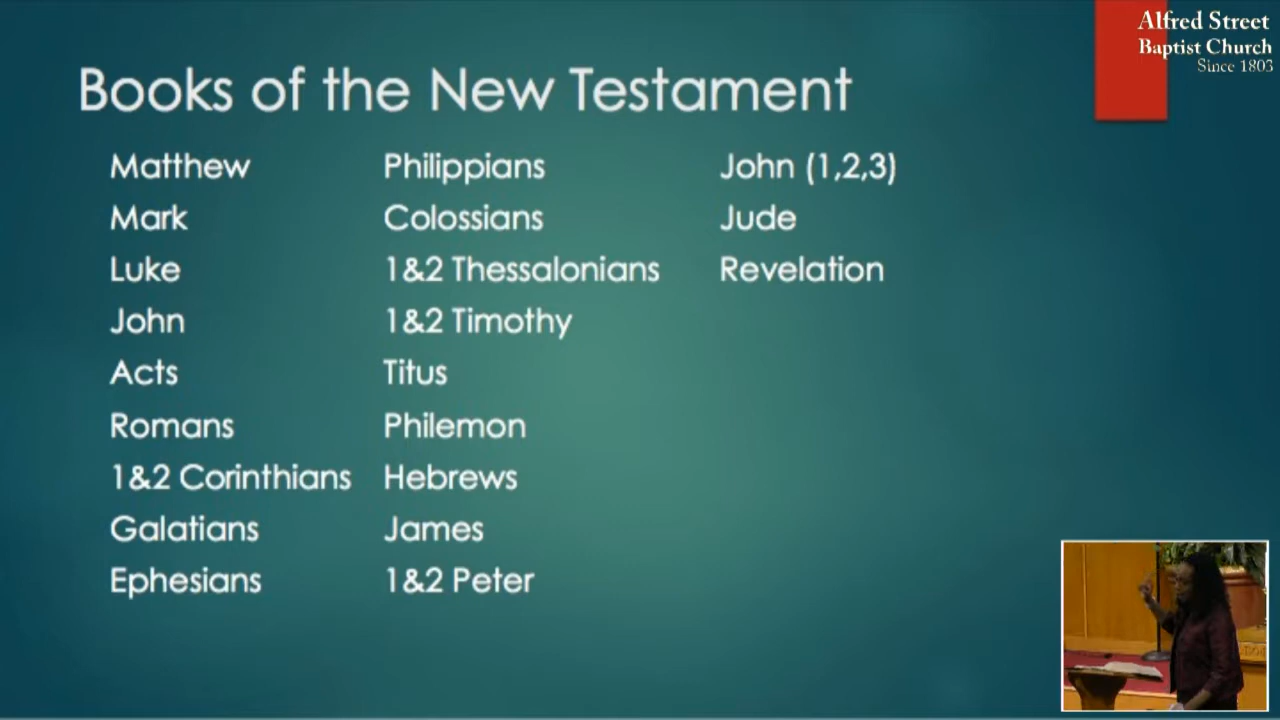 Alfred Street
Baptist Church
Since 1803
Books of the New Testament
Matthew
Mark
Luke
John
Acts
Romans
1&2 Corinthians
Galatians
Ephesians
Philippians
Colossians
1&2 Thessalonians
1&2 Timothy
Titus
Philemon
Hebrews
James
1&2 Peter
John (1,2,3)
Jude
Revelation